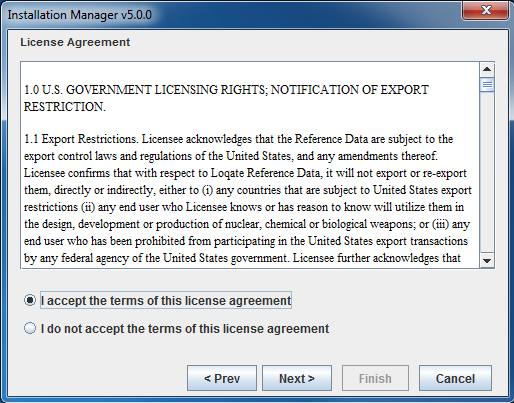 Installation Manager v5.0.0
License Agreement
1.0 U.S. GOVERNMENT LICENSING RIGHTS; NOTIFICATION OF EXPORT
RESTRICTION.
1.1 Export Restrictions. Licensee acknowledges that the Reference Data are subject to the
export control laws and regulations of the United States, and any amendments thereof.
Licensee confirms that with respect to Loqate Reference Data, it will not export or re-export
them, directly or indirectly, either to (i) any countries that are subject to United States export
restrictions (ii) any end user who Licensee knows or has reason to know will utilize them in
the design, development or production of nuclear, chemical or biological weapons; or (iii) any
end user who has been prohibited from participating in the United States export transactions
by any federal agency of the United States government. Licensee further acknowledges that
I accept the terms of this license agreement
I do not accept the terms of this license agreement
< Prev Next > Finish Cancel